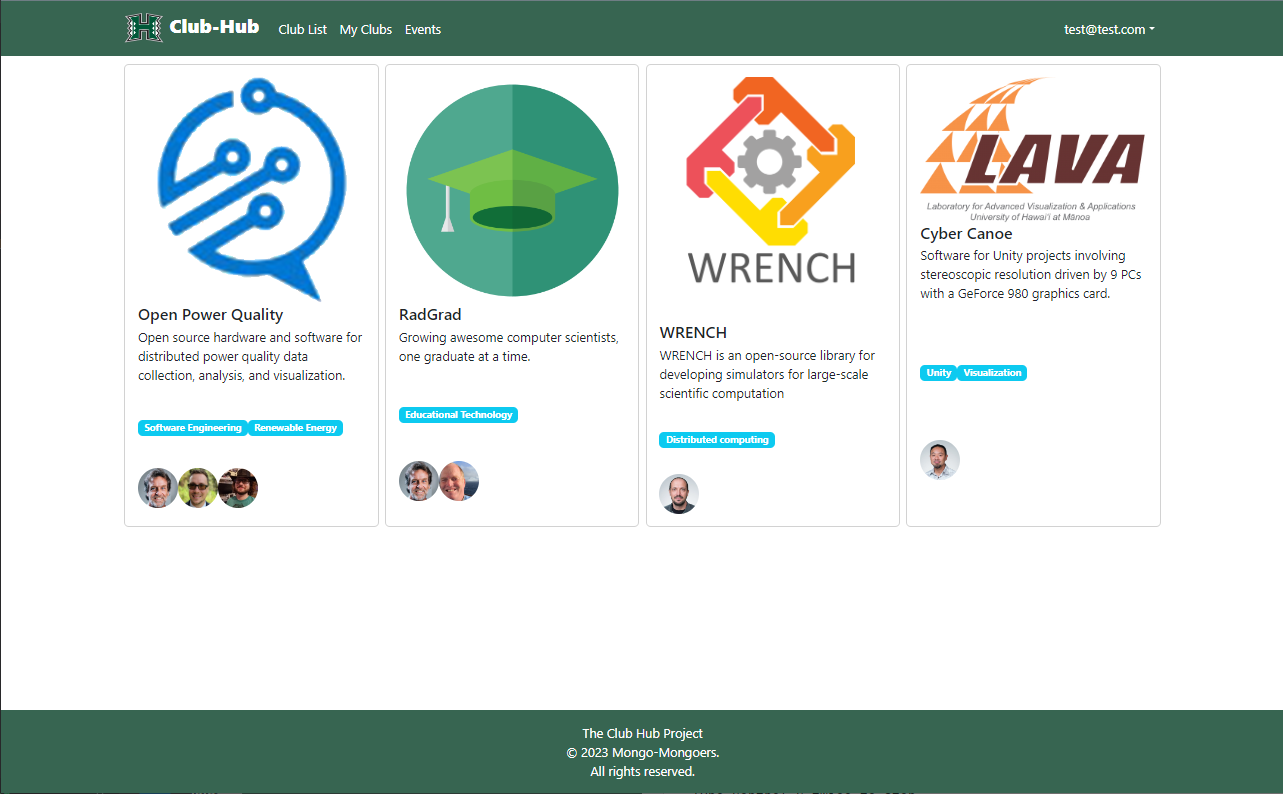 Club-Hub
Club List
My Clubs
Events
test@test.com
Open Power Quality
Open source hardware and software for
distributed power quality data
collection, analysis, and visualization.
Software Engineering
Renewable Energy
RadGrad
Growing awesome computer scientists,
one graduate at a time.
Educational Technology
WRENCH
WRENCH
WRENCH is an open-source library for
developing simulators for large-scale
scientific computation
Distributed computing
LAVA
Laboratory for Advanced Visualization & Applications
University of Hawai'i at Mānoa
Cyber Canoe
Software for Unity projects involving
stereoscopic resolution driven by 9 PCs
with a GeForce 980 graphics card.
Unity
Visualization
The Club Hub Project
© 2023 Mongo-Mongoers.
All rights reserved.